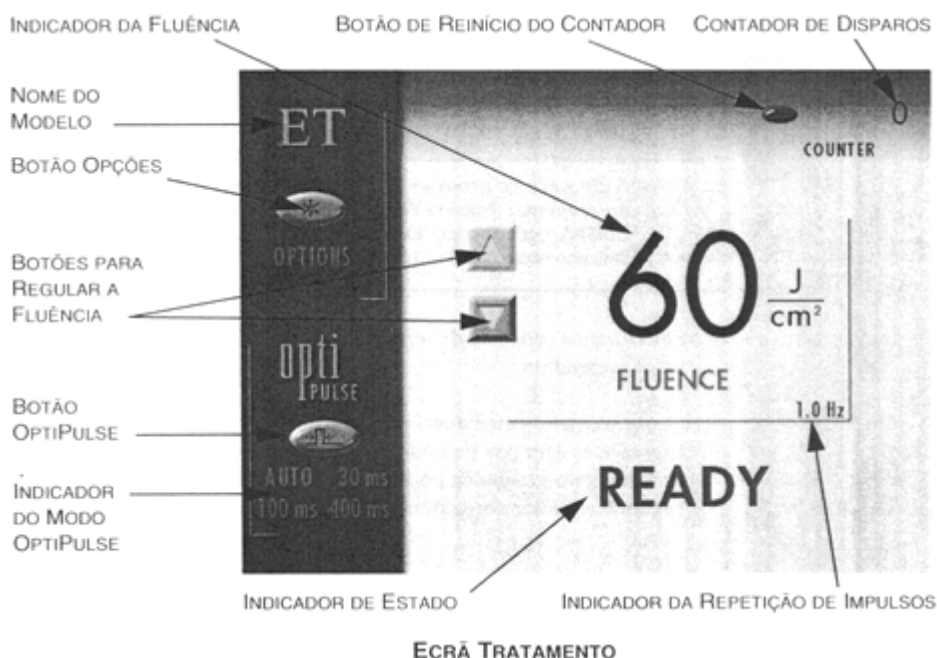 INDICADOR DA FLUÊNCIA
BOTÃO DE REINÍCIO DO CONTADOR
CONTADOR DE DISPAROS
NOME DO
MODELO
ET
0
COUNTER
BOTÃO OPÇÕES
OPTIONS
BOTÕES PARA
REGULAR A
FLUÊNCIA
60 J
cm²
FLUENCE
1.0 Hz
opti
PULSE
BOTÃO
OPTIPULSE
AUTO 30 ms
100 ms 400 ms
INDICADOR
DO MODO
OPTIPULSE
READY
INDICADOR DE ESTADO
INDICADOR DA REPETIÇÃO DE IMPULSOS
ECRÃ TRATAMENTO